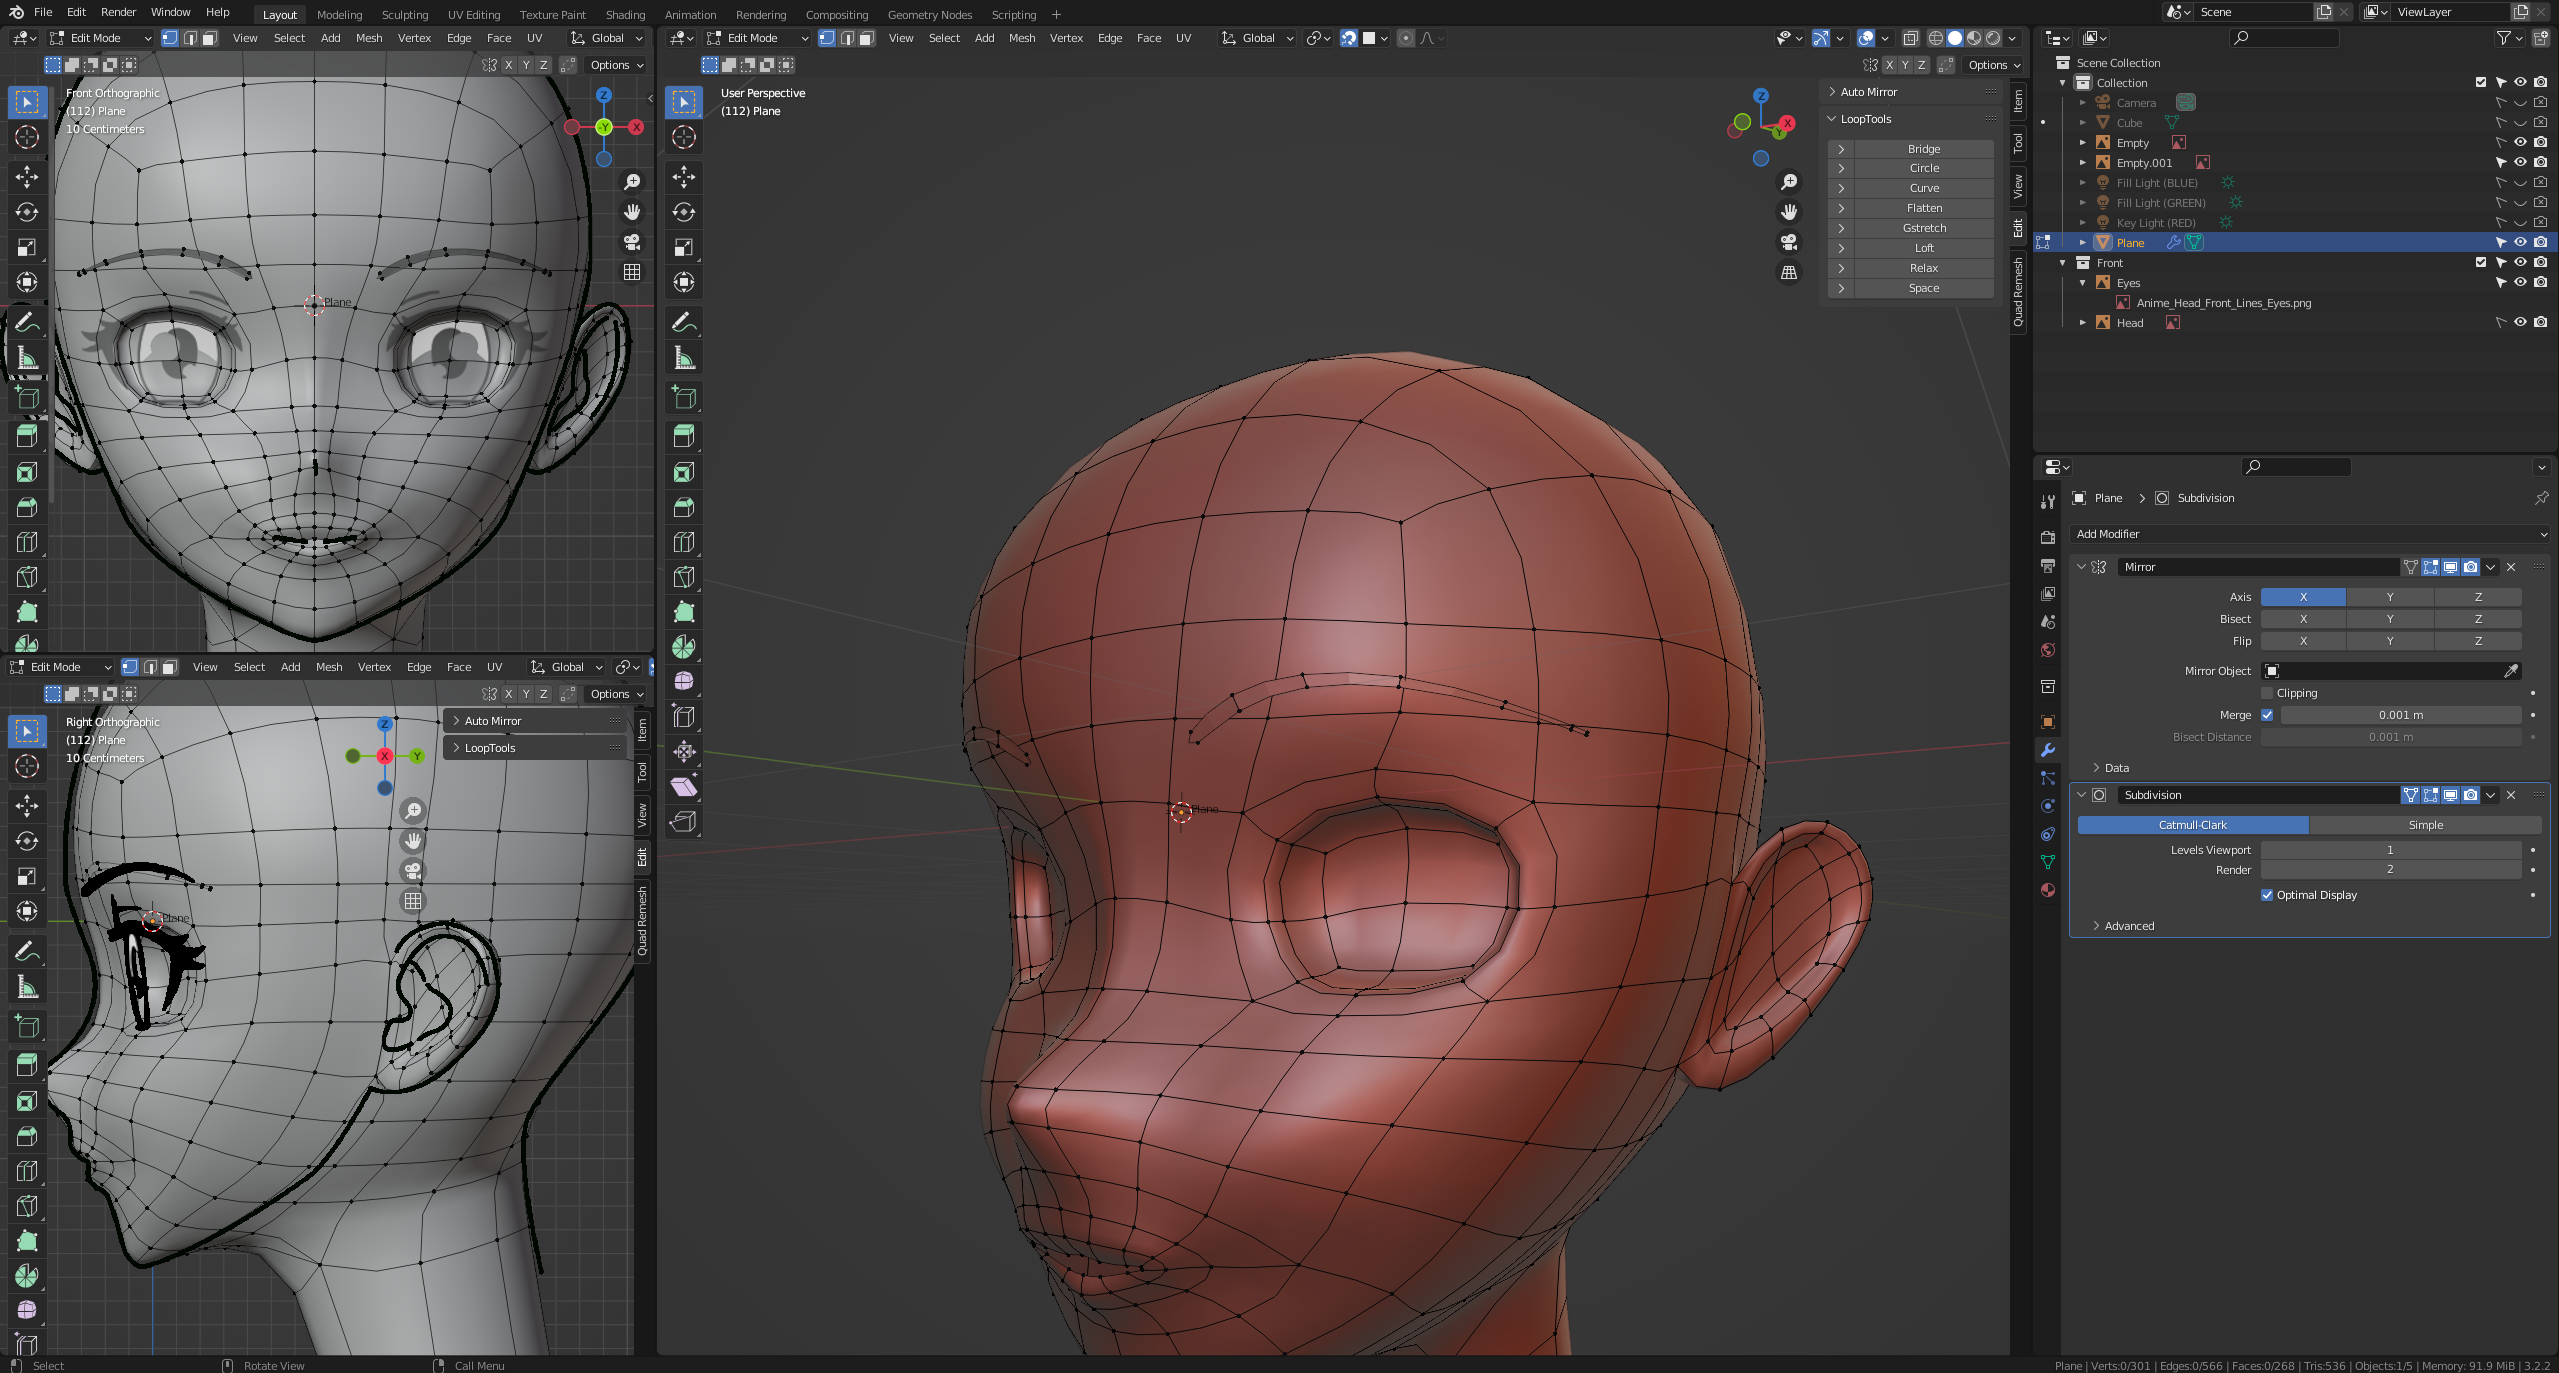 File Edit Render Window Help Layout Modeling Sculpting UV Editing Texture Paint Shading Animation Rendering Compositing Geometry Nodes Scripting + Scene ViewLayer
Edit Mode View Select Add Mesh Vertex Edge Face UV Global
X Y Z Options
Front Orthographic
(112) Plane
10 Centimeters
Z
Y
X
Plane
Edit Mode View Select Add Mesh Vertex Edge Face UV Global
X Y Z Options
Right Orthographic
(112) Plane
10 Centimeters
Z
X
Y
Auto Mirror
LoopTools
Item
Tool
View
Edit
Quad Remesh
Plane
Edit Mode View Select Add Mesh Vertex Edge Face UV Global
X Y Z Options
User Perspective
(112) Plane
Z
X
Y
Auto Mirror
LoopTools
Bridge
Circle
Curve
Flatten
Gstretch
Loft
Relax
Space
Item
Tool
View
Edit
Quad Remesh
Plane
Scene Collection
Collection
Camera
Cube
Empty
Empty.001
Fill Light (BLUE)
Fill Light (GREEN)
Key Light (RED)
Plane
Front
Eyes
Anime_Head_Front_Lines_Eyes.png
Head
Plane Subdivision
Add Modifier
Mirror
Axis X Y Z
Bisect X Y Z
Flip X Y Z
Mirror Object
Clipping
Merge 0.001 m
Bisect Distance 0.001 m
Data
Subdivision
Catmull-Clark Simple
Levels Viewport 1
Render 2
Optimal Display
Advanced
Select Rotate View Call Menu
Plane | Verts:0/301 | Edges:0/566 | Faces:0/268 | Tris:536 | Objects:1/5 | Memory: 91.9 MiB | 3.2.2